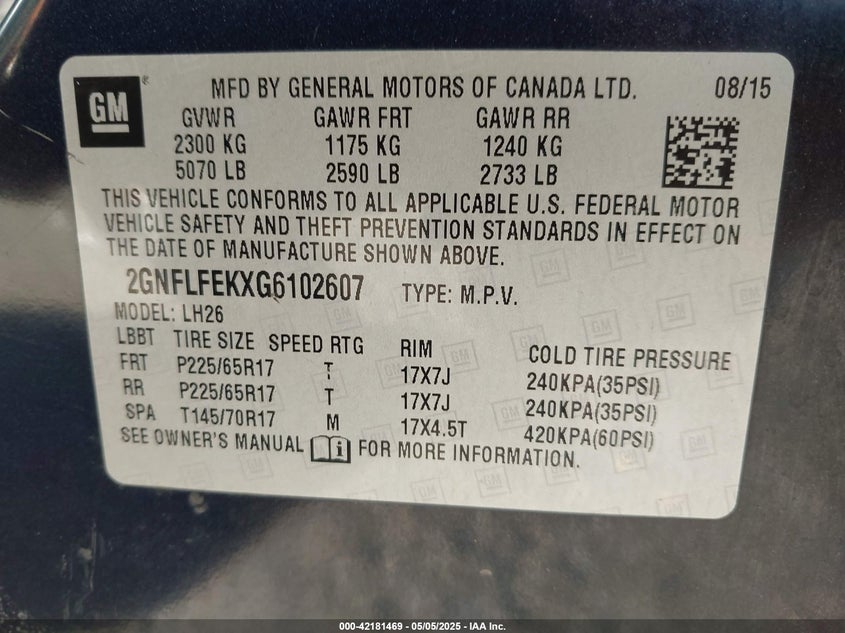 GM ® MFD BY GENERAL MOTORS OF CANADA LTD. 08/15
GVWR GAWR FRT GAWR RR
2300 KG 1175 KG 1240 KG
5070 LB 2590 LB 2733 LB
THIS VEHICLE CONFORMS TO ALL APPLICABLE U.S. FEDERAL MOTOR
VEHICLE SAFETY AND THEFT PREVENTION STANDARDS IN EFFECT ON
THE DATE OF MANUFACTURE SHOWN ABOVE.
2GNFLFEKXG6102607 TYPE: M.P.V.
MODEL: LH26
LBBT TIRE SIZE SPEED RTG RIM COLD TIRE PRESSURE
FRT P225/65R17 T 17X7J 240KPA(35PSI)
RR P225/65R17 T 17X7J 240KPA(35PSI)
SPA T145/70R17 M 17X4.5T 420KPA(60PSI)
SEE OWNER'S MANUAL i FOR MORE INFORMATION.
000-42181469 - 05/05/2025 - IAA Inc.